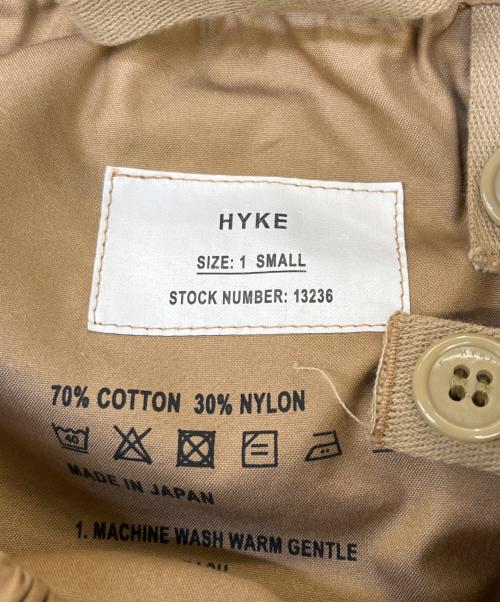 HYKE
SIZE: 1 SMALL
STOCK NUMBER: 13236
70% COTTON 30% NYLON
40
MADE IN JAPAN
1. MACHINE WASH WARM GENTLE